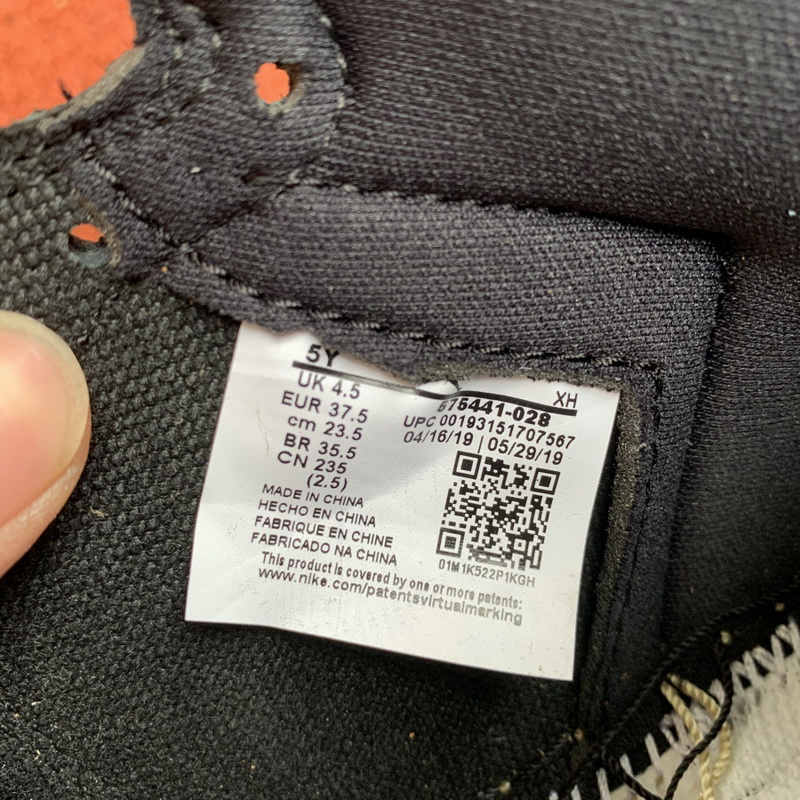 5Y
UK 4.5
EUR 37.5
cm 23.5
BR 35.5
CN 235
(2.5)
XH
575441-028
UPC 00193151707567
04/16/19 | 05/29/19
01M1K522P1KGH
MADE IN CHINA
HECHO EN CHINA
FABRIQUE EN CHINE
FABRICADO NA CHINA
This product is covered by one or more patents:
www.nike.com/patentsvirtualmarking